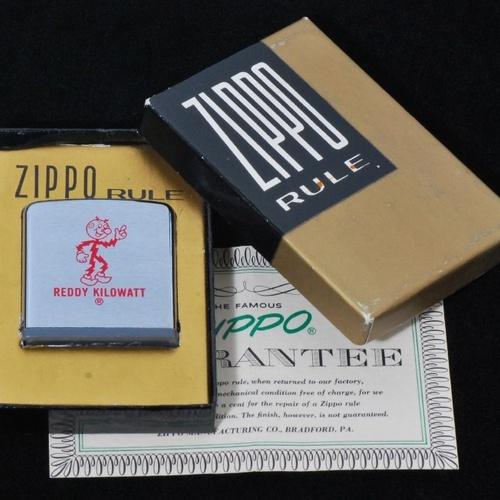 ZIPPO
RULE.
ZIPPO RULE
REDDY KILOWATT
®
THE FAMOUS
ZIPPO®
RANTEE
ppo rule, when returned to our factory,
mechanical condition free of charge, for we
a cent for the repair of a Zippo rule
dition. The finish, however, is not guaranteed.
ZIPPO MANUFACTURING CO., BRADFORD, PA.